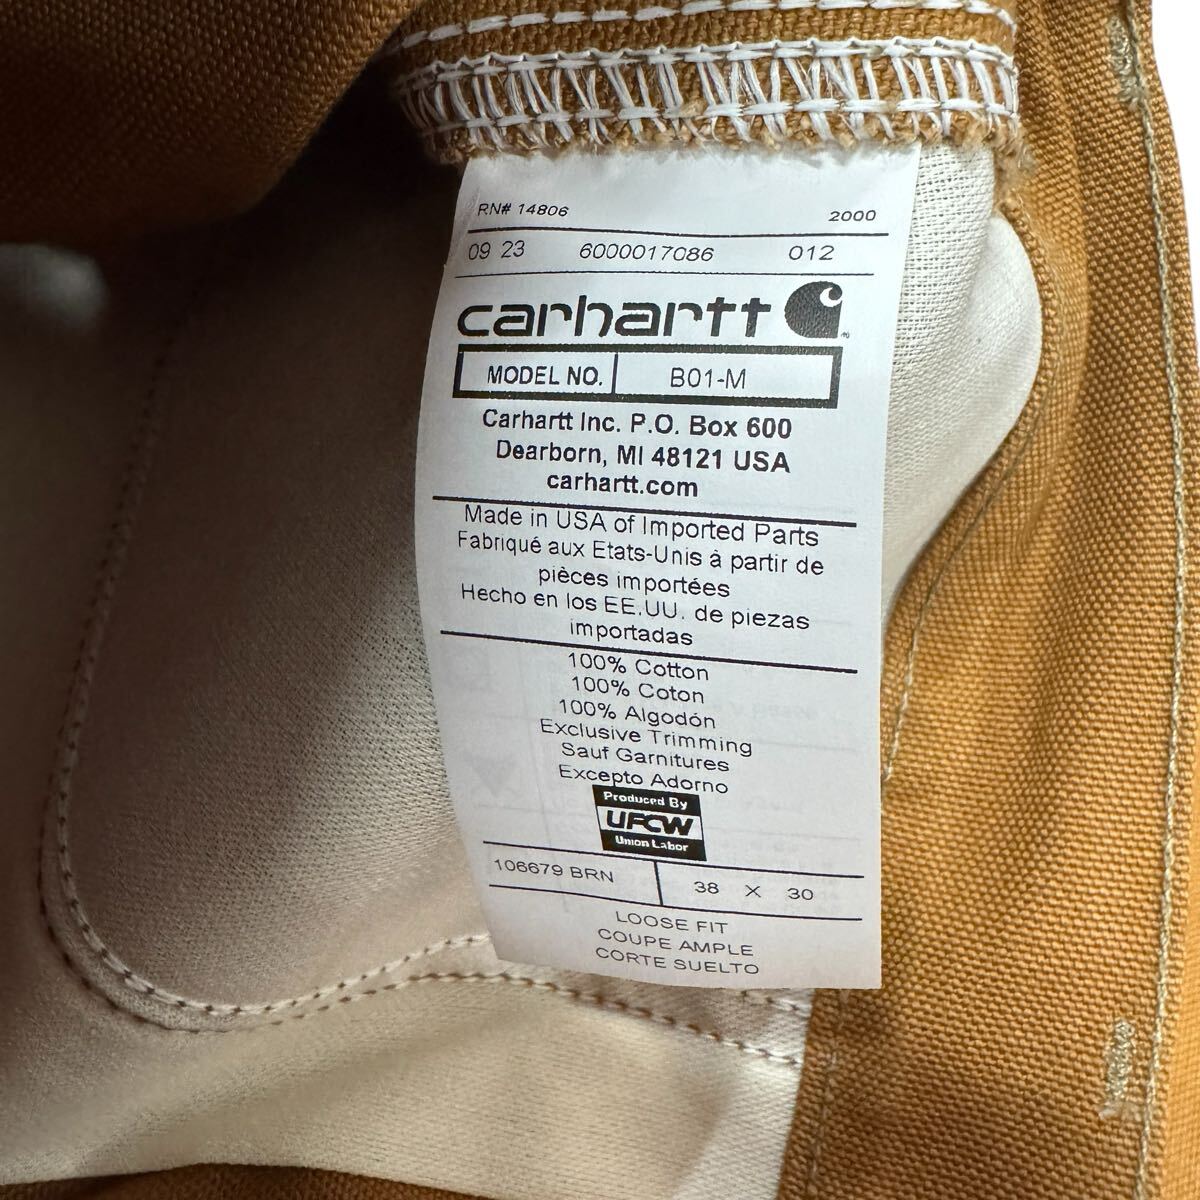 RN# 14806 2000
09 23 6000017086 012
carhartt
MODEL NO. B01-M
Carhartt Inc. P.O. Box 600
Dearborn, MI 48121 USA
carhartt.com
Made in USA of Imported Parts
Fabriqué aux Etats-Unis à partir de
pièces importées
Hecho en los EE.UU. de piezas
importadas
100% Cotton
100% Coton
100% Algodón
Exclusive Trimming
Sauf Garnitures
Excepto Adorno
Produced By
UFCW
Union Labor
106679 BRN 38 X 30
LOOSE FIT
COUPE AMPLE
CORTE SUELTO